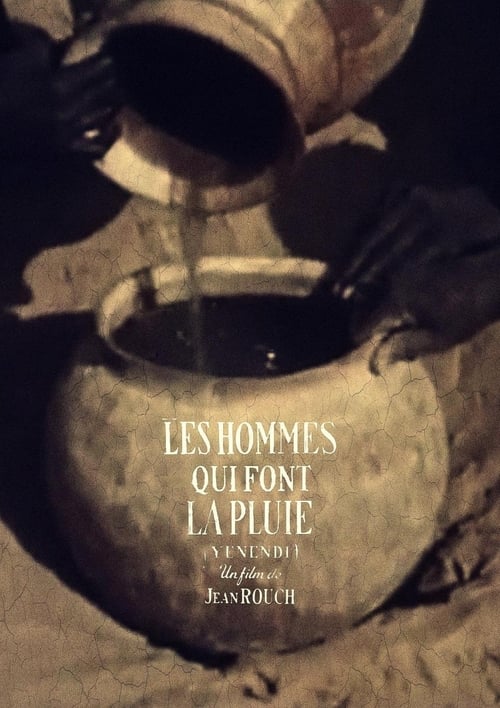 LES HOMMES
QUI FONT
LA PLUIE
(YENENDI)
Un film de
JEAN ROUCH